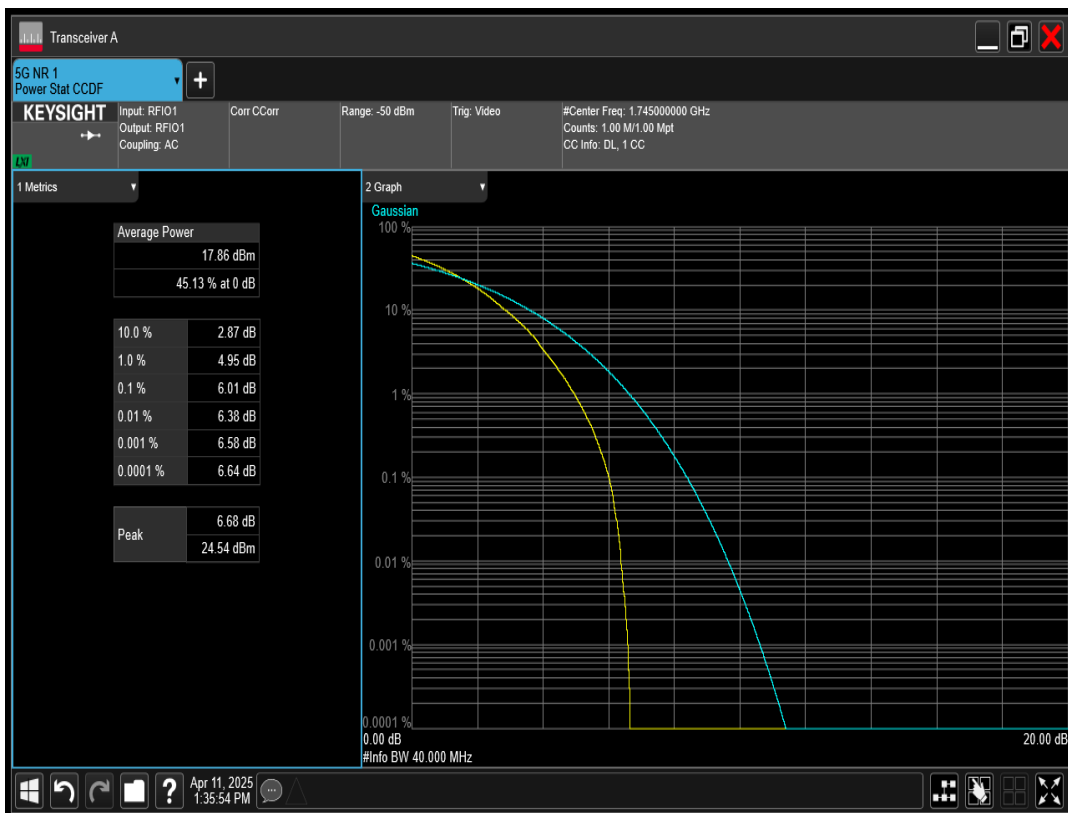 Transceiver A
5G NR 1
Power Stat CCDF
+
KEYSIGHT
LXI
Input: RFIO1
Output: RFIO1
Coupling: AC
Corr CCorr
Range: -50 dBm
Trig: Video
#Center Freq: 1.745000000 GHz
Counts: 1.00 M/1.00 Mpt
CC Info: DL, 1 CC
1 Metrics
Average Power
17.86 dBm
45.13 % at 0 dB
10.0 % 2.87 dB
1.0 % 4.95 dB
0.1 % 6.01 dB
0.01 % 6.38 dB
0.001 % 6.58 dB
0.0001 % 6.64 dB
Peak
6.68 dB
24.54 dBm
2 Graph
Gaussian
100 %
10 %
1 %
0.1 %
0.01 %
0.001 %
0.0001 %
0.00 dB 20.00 dB
#Info BW 40.000 MHz
?
Apr 11, 2025
1:35:54 PM